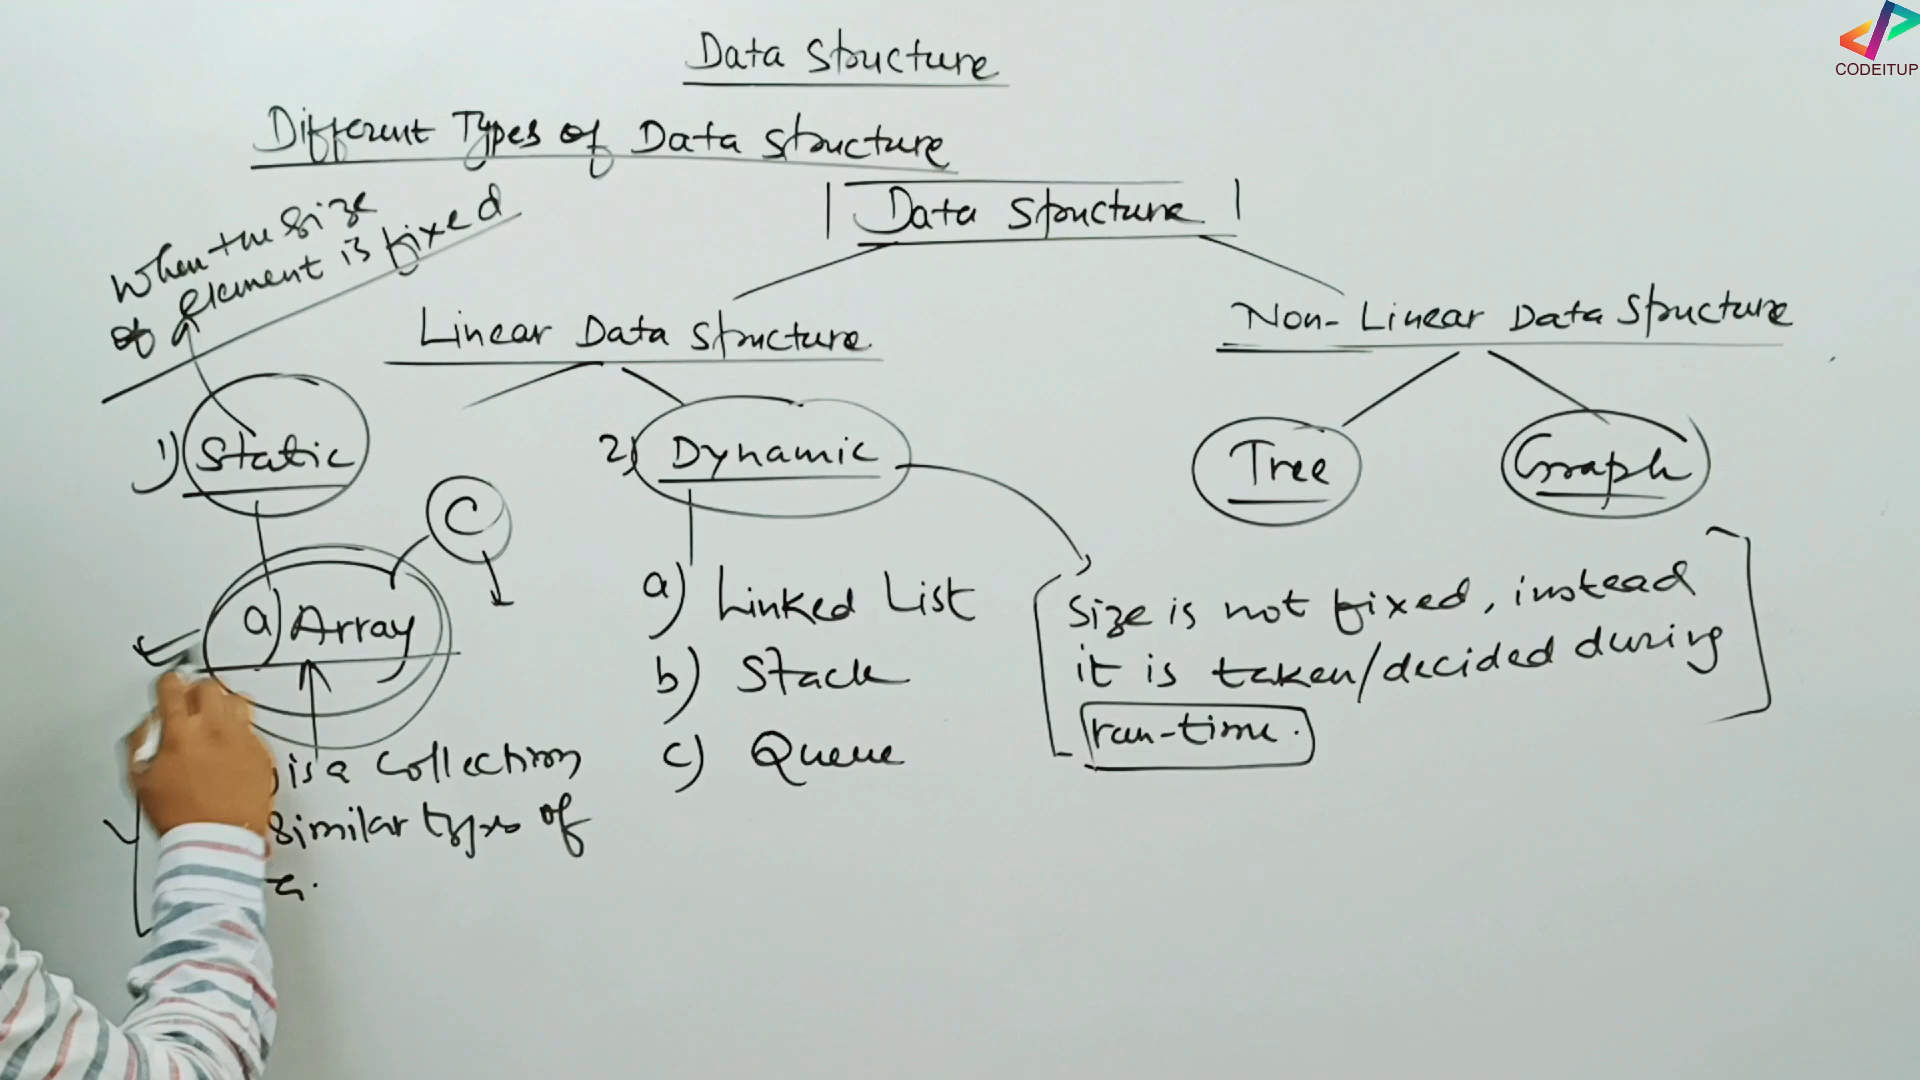 Data Structure
CODEITUP
Different Types of Data Structure
When the size
of element is fixed
Data Structure
Linear Data Structure
Non-Linear Data Structure
1) Static
2) Dynamic
Tree
Graph
C
a) Array
a) Linked List
b) Stack
c) Queue
Size is not fixed, instead
it is taken/decided during
run-time.
is a collection
similar types of